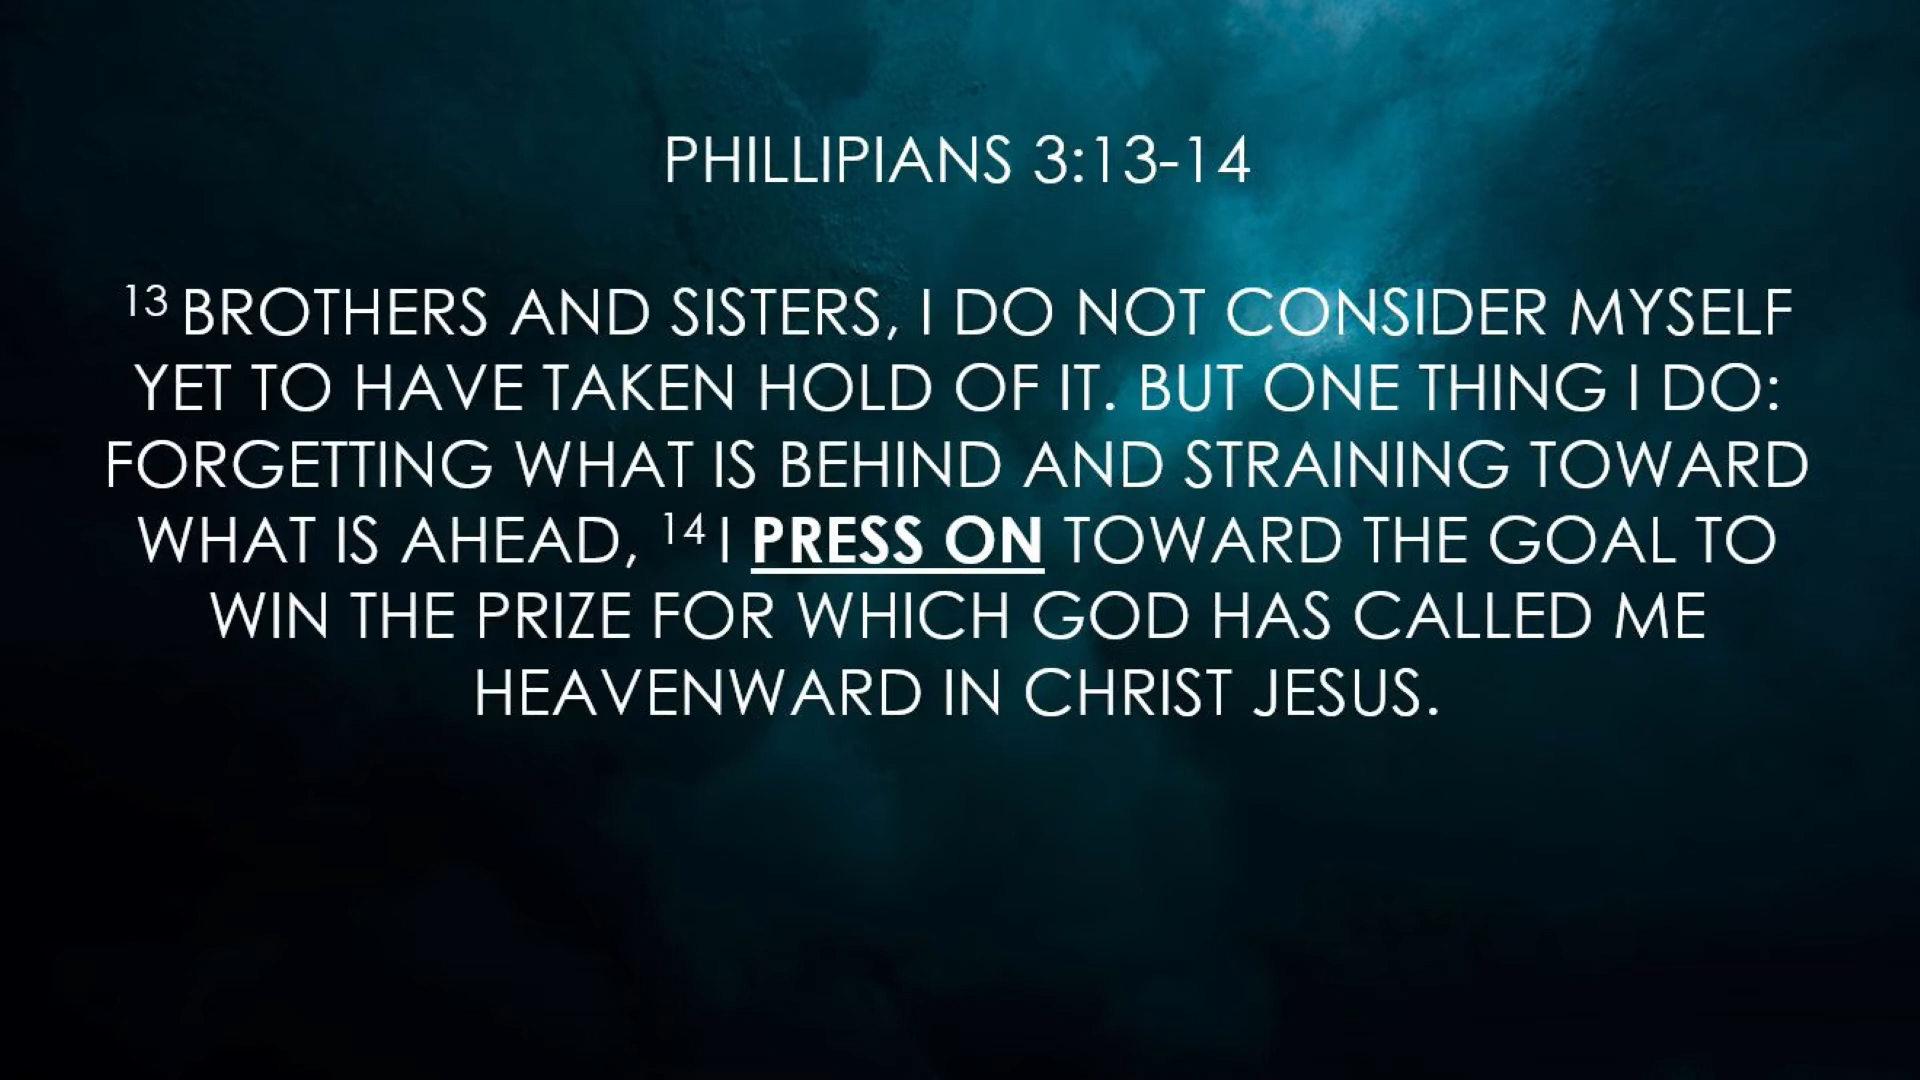 PHILLIPIANS 3:13-14
13 BROTHERS AND SISTERS, I DO NOT CONSIDER MYSELF
YET TO HAVE TAKEN HOLD OF IT. BUT ONE THING I DO:
FORGETTING WHAT IS BEHIND AND STRAINING TOWARD
WHAT IS AHEAD, 14 I PRESS ON TOWARD THE GOAL TO
WIN THE PRIZE FOR WHICH GOD HAS CALLED ME
HEAVENWARD IN CHRIST JESUS.